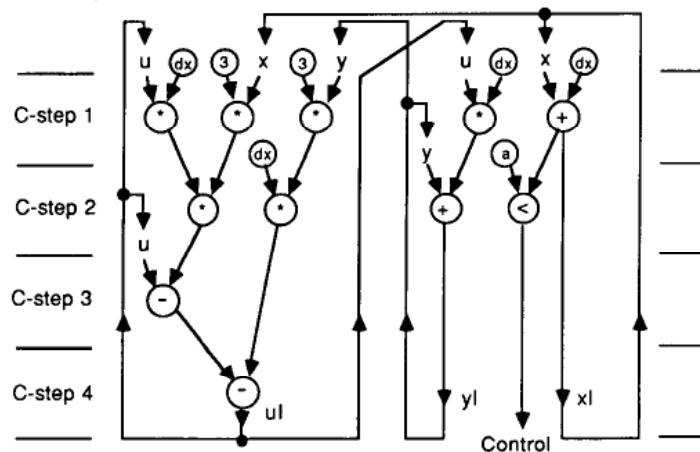 u dx 3 x 3 y u dx x dx
C-step 1 * * * * +
y
dx a
C-step 2 * * + <
u
C-step 3 -
C-step 4 -
ul yl xl
Control